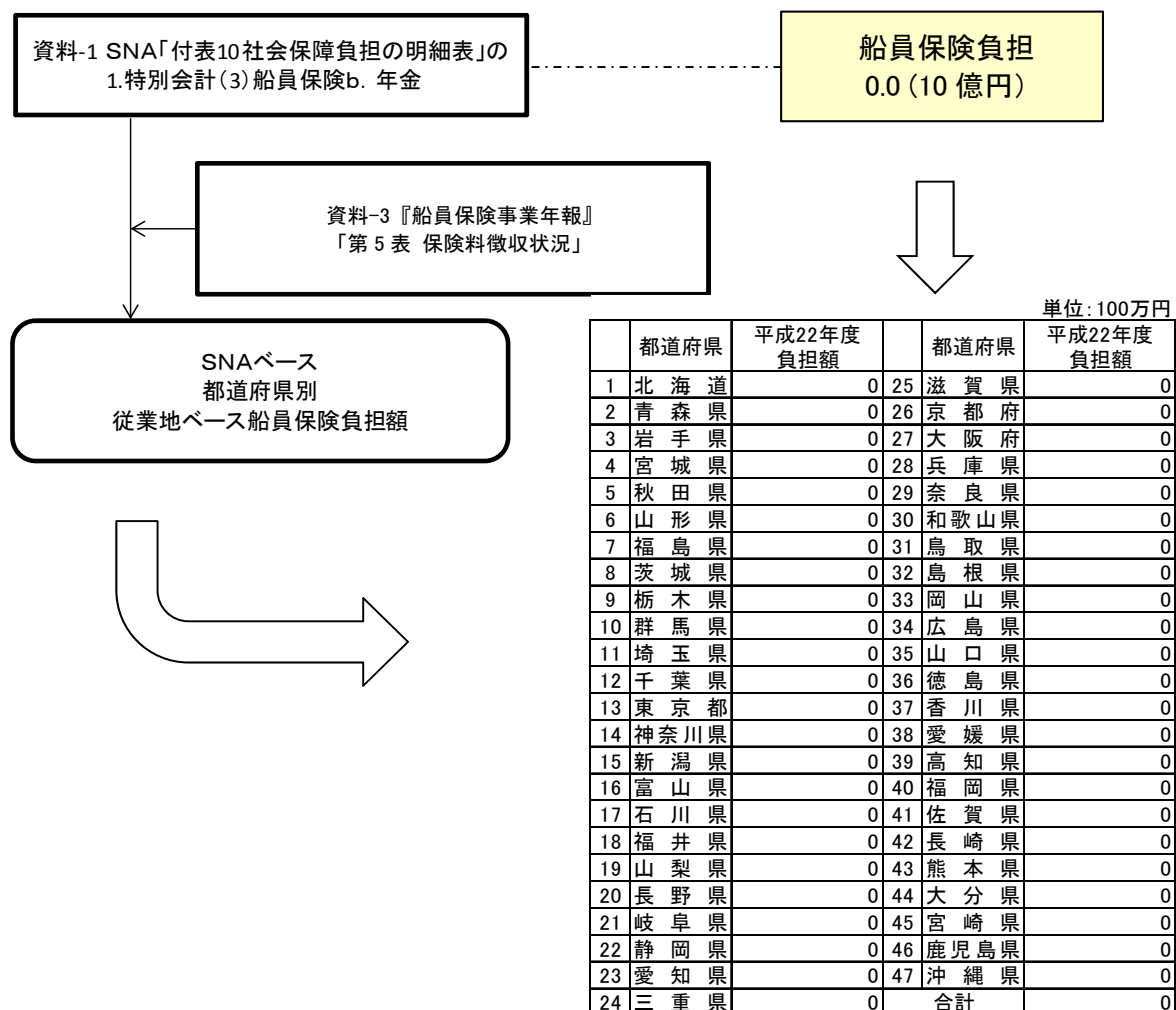 資料-1 SNA「付表10社会保障負担の明細表」の
1.特別会計(3)船員保険b. 年金
船員保険負担
0.0(10 億円)
資料-3『船員保険事業年報』
「第 5 表 保険料徴収状況」
SNAベース
都道府県別
従業地ベース船員保険負担額
単位:100万円
都道府県 平成22年度負担額 都道府県 平成22年度負担額
1 北海道 0 25 滋賀県 0
2 青森県 0 26 京都府 0
3 岩手県 0 27 大阪府 0
4 宮城県 0 28 兵庫県 0
5 秋田県 0 29 奈良県 0
6 山形県 0 30 和歌山県 0
7 福島県 0 31 鳥取県 0
8 茨城県 0 32 島根県 0
9 栃木県 0 33 岡山県 0
10 群馬県 0 34 広島県 0
11 埼玉県 0 35 山口県 0
12 千葉県 0 36 徳島県 0
13 東京都 0 37 香川県 0
14 神奈川県 0 38 愛媛県 0
15 新潟県 0 39 高知県 0
16 富山県 0 40 福岡県 0
17 石川県 0 41 佐賀県 0
18 福井県 0 42 長崎県 0
19 山梨県 0 43 熊本県 0
20 長野県 0 44 大分県 0
21 岐阜県 0 45 宮崎県 0
22 静岡県 0 46 鹿児島県 0
23 愛知県 0 47 沖縄県 0
24 三重県 0 合計 0